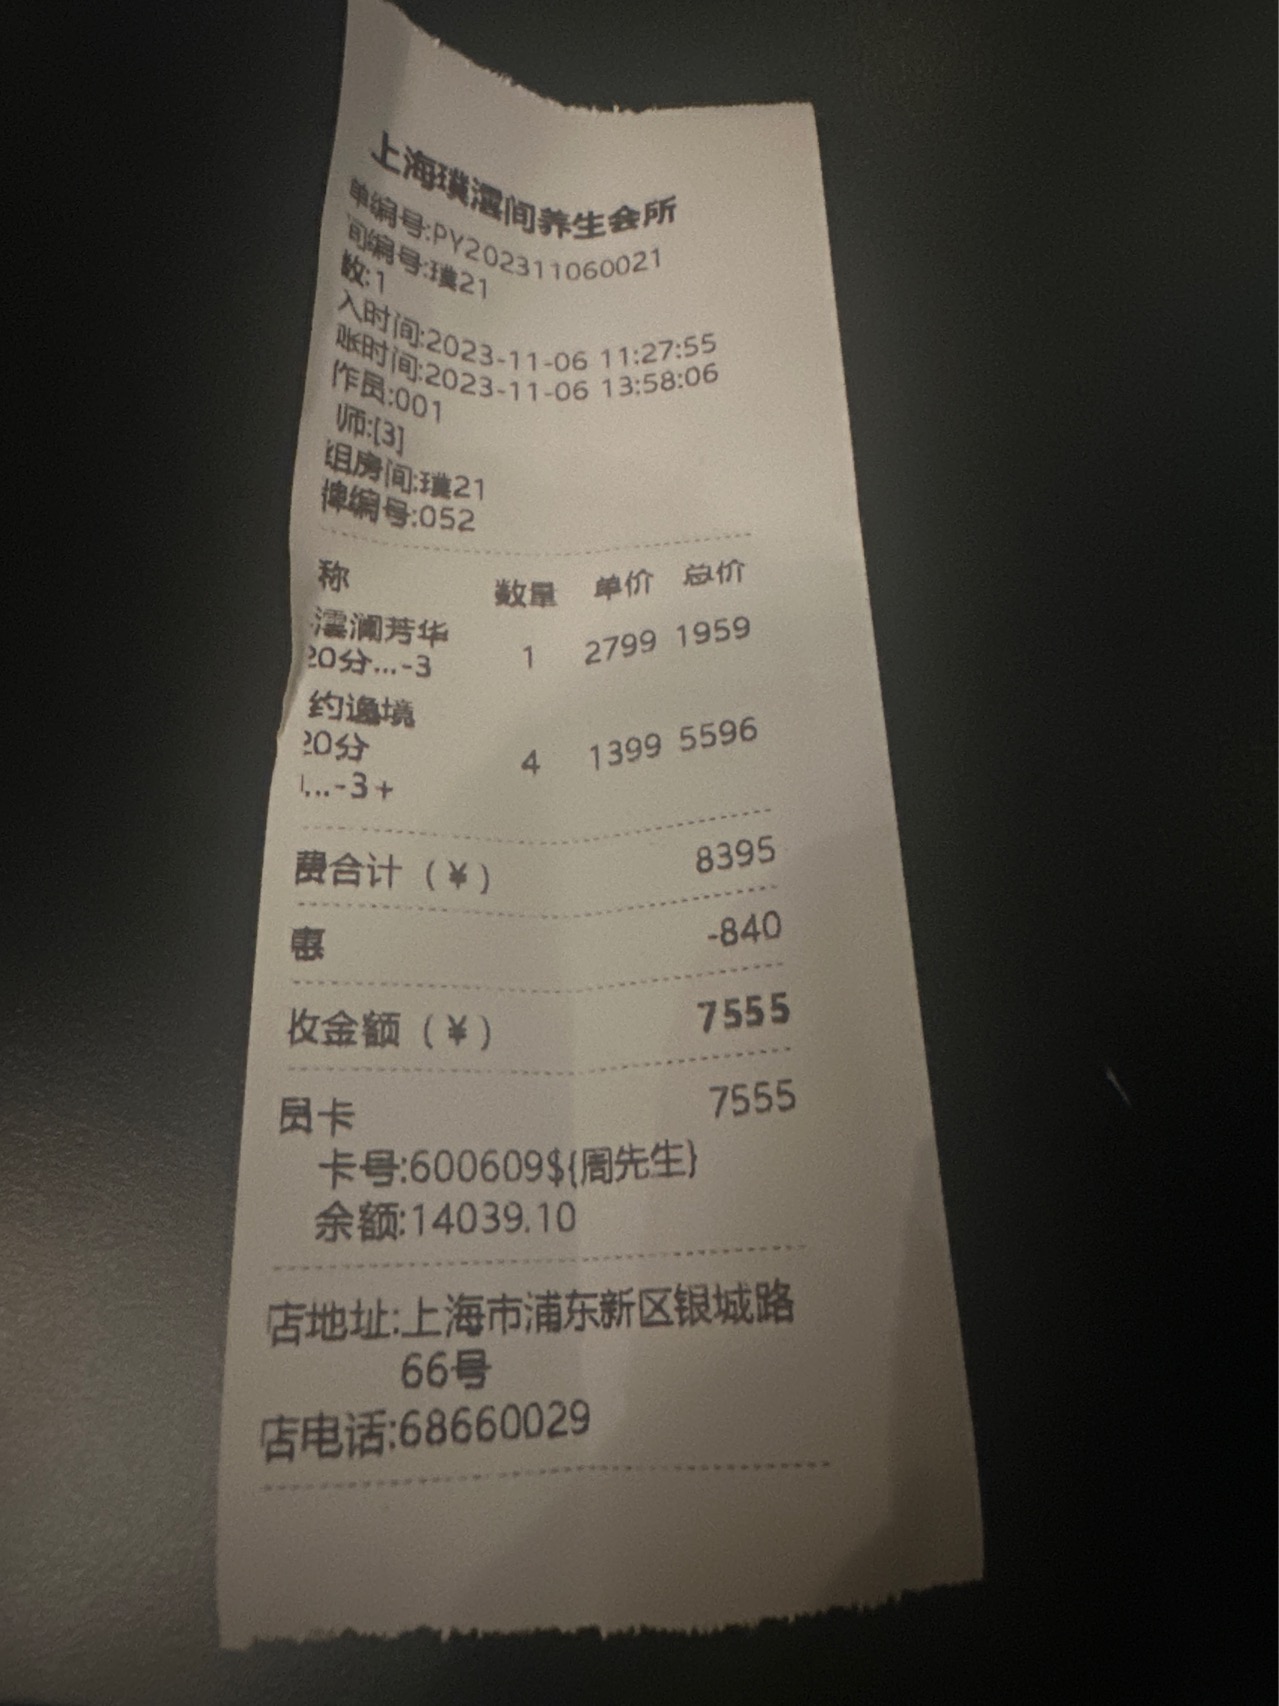 上海璞澐间养生会所
单编号:PY202311060021
间编号:璞21
数:1
入时间:2023-11-06 11:27:55
账时间:2023-11-06 13:58:06
作员:001
师:[3]
组房间:璞21
牌编号:052
称 数量 单价 总价
澐澜芳华
20分...-3 1 2799 1959
约逸境
20分 4 1399 5596
...-3+
费合计（¥） 8395
惠 -840
收金额（¥） 7555
员卡 7555
卡号:600609${周先生}
余额:14039.10
店地址:上海市浦东新区银城路
66号
店电话:68660029